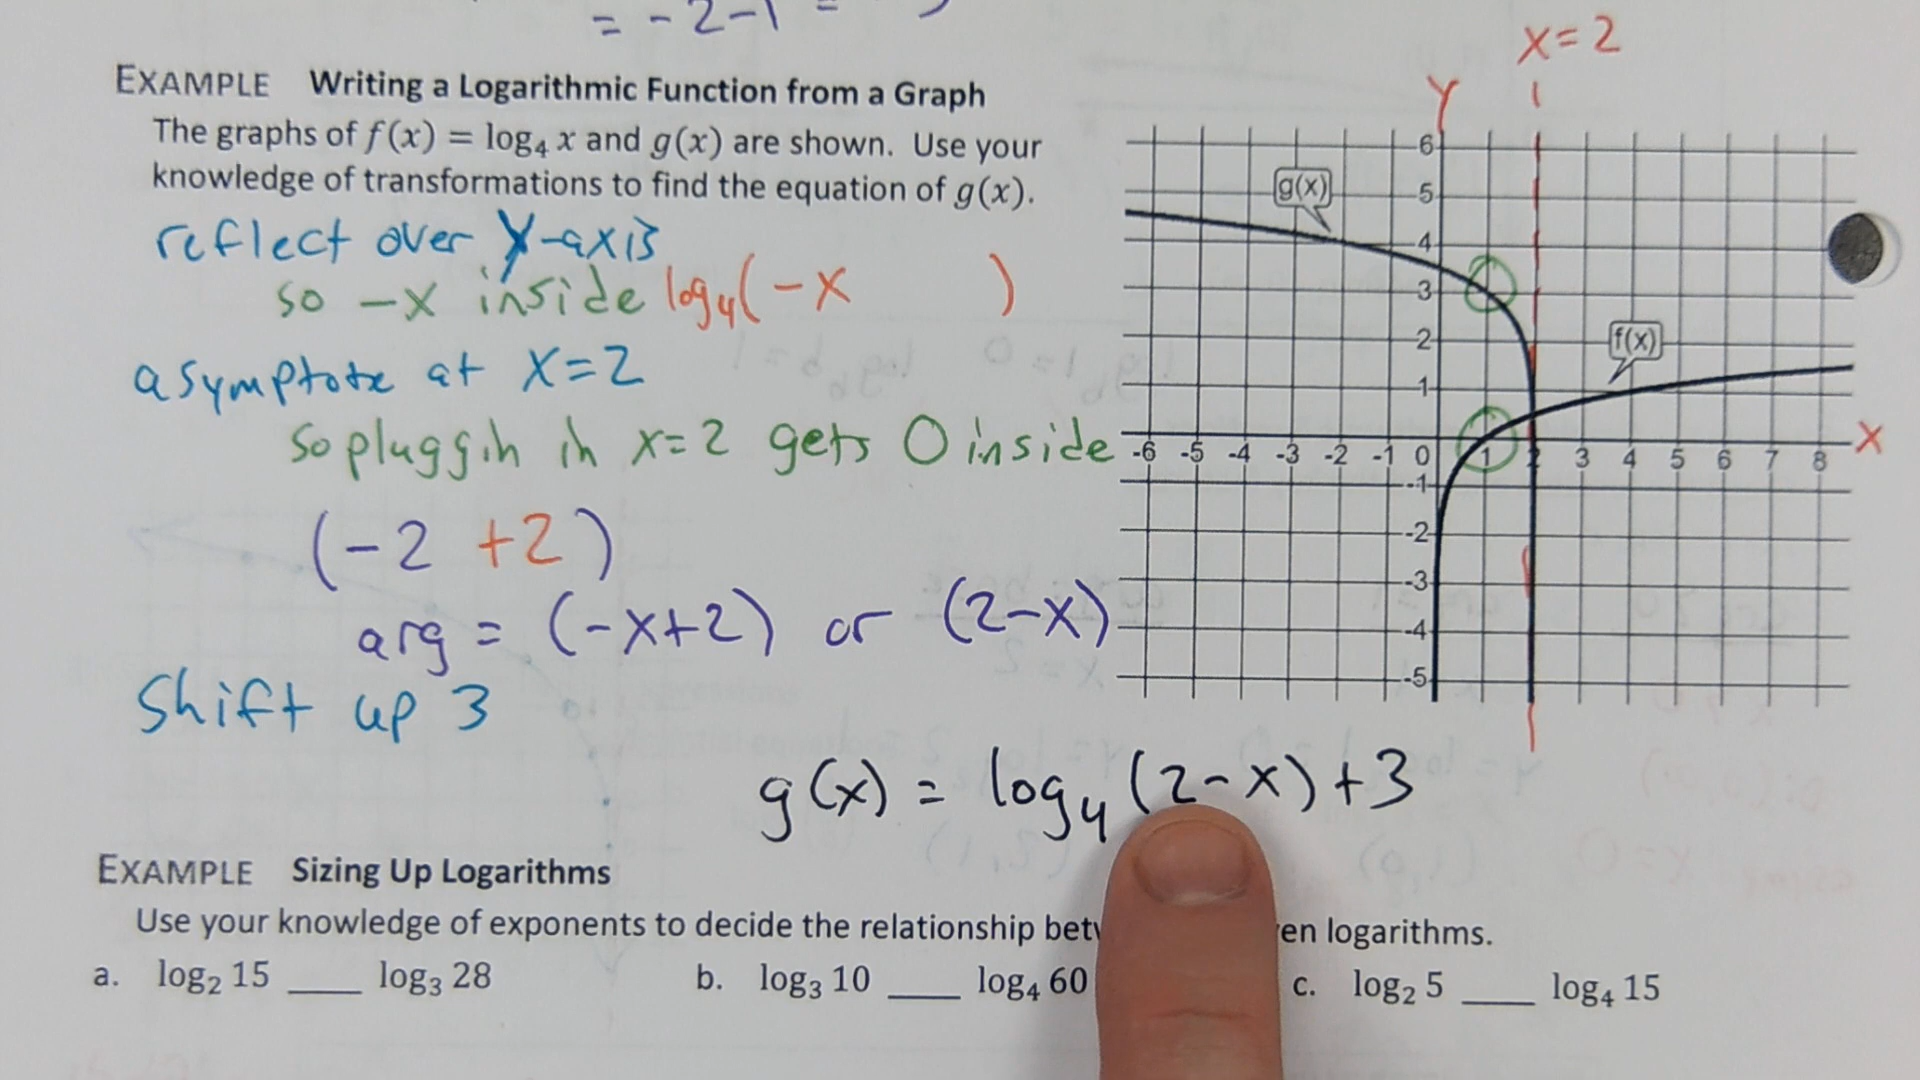 = -2-1 =
EXAMPLE Writing a Logarithmic Function from a Graph
The graphs of f(x) = log₄ x and g(x) are shown. Use your
knowledge of transformations to find the equation of g(x).
reflect over y-axis
so -x inside log₄(-x )
asymptote at x=2
so pluggin in x=2 gets 0 inside
(-2 +2)
arg = (-x+2) or (2-x)
Shift up 3
g(x) = log₄(2-x)+3
x=2
Y
6
g(x)
5
4
3
2
f(x)
1
-6 -5 -4 -3 -2 -1 0 1 2 3 4 5 6 7 8 X
-1
-2
-3
-4
-5
EXAMPLE Sizing Up Logarithms
Use your knowledge of exponents to decide the relationship en logarithms.
a. log₂ 15 ____ log₃ 28 b. log₃ 10 ____ log₄ 60 c. log₂ 5 ____ log₄ 15